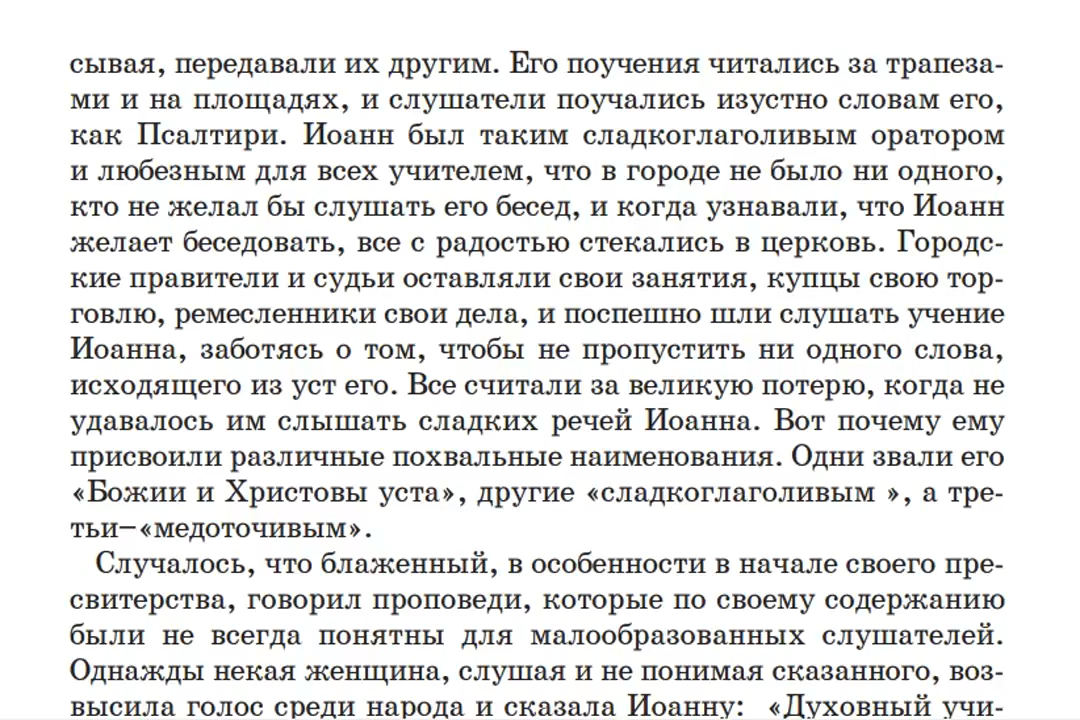 сывая, передавали их другим. Его поучения читались за трапеза-
ми и на площадях, и слушатели поучались изустно словам его,
как Псалтири. Иоанн был таким сладкоглаголивым оратором
и любезным для всех учителем, что в городе не было ни одного,
кто не желал бы слушать его бесед, и когда узнавали, что Иоанн
желает беседовать, все с радостью стекались в церковь. Городс-
кие правители и судьи оставляли свои занятия, купцы свою тор-
говлю, ремесленники свои дела, и поспешно шли слушать учение
Иоанна, заботясь о том, чтобы не пропустить ни одного слова,
исходящего из уст его. Все считали за великую потерю, когда не
удавалось им слышать сладких речей Иоанна. Вот почему ему
присвоили различные похвальные наименования. Одни звали его
«Божии и Христовы уста», другие «сладкоглаголивым », а тре-
тьи–«медоточивым».
Случалось, что блаженный, в особенности в начале своего пре-
свитерства, говорил проповеди, которые по своему содержанию
были не всегда понятны для малообразованных слушателей.
Однажды некая женщина, слушая и не понимая сказанного, воз-
высила голос среди народа и сказала Иоанну: «Духовный учи-